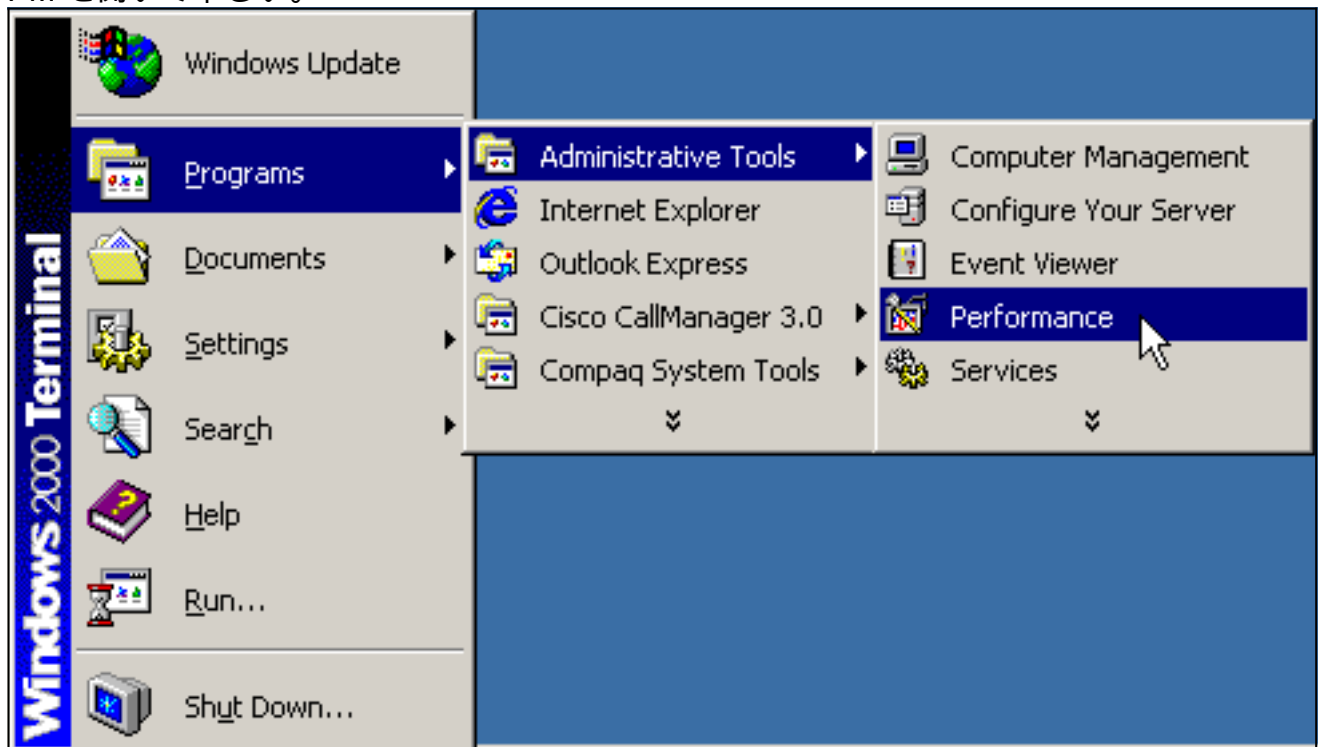 Windows Update
Programs
Documents
Settings
Search
Help
Run...
Shut Down...
Windows 2000 Terminal
Administrative Tools
Internet Explorer
Outlook Express
Cisco CallManager 3.0
Compaq System Tools
Computer Management
Configure Your Server
Event Viewer
Performance
Services